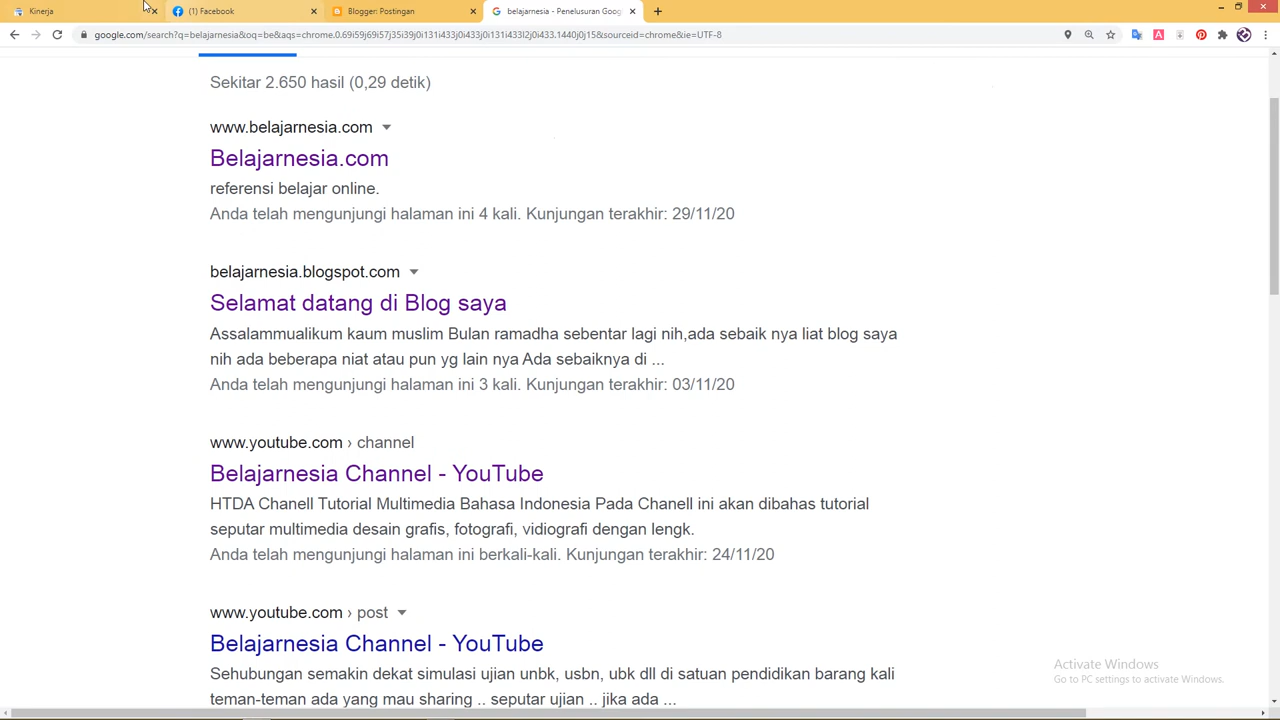 Kinerja
(1) Facebook
Blogger: Postingan
belajarnesia - Penelusuran Goog
google.com/search?q=belajarnesia&oq=be&aqs=chrome.0.69i59j69i57j35i39j0i131i433j0i433j0i131i433l2j0i433.1440j0j15&sourceid=chrome&ie=UTF-8
Sekitar 2.650 hasil (0,29 detik)
www.belajarnesia.com
Belajarnesia.com
referensi belajar online.
Anda telah mengunjungi halaman ini 4 kali. Kunjungan terakhir: 29/11/20
belajarnesia.blogspot.com
Selamat datang di Blog saya
Assalammualikum kaum muslim Bulan ramadha sebentar lagi nih,ada sebaik nya liat blog saya
nih ada beberapa niat atau pun yg lain nya Ada sebaiknya di ...
Anda telah mengunjungi halaman ini 3 kali. Kunjungan terakhir: 03/11/20
www.youtube.com › channel
Belajarnesia Channel - YouTube
HTDA Chanell Tutorial Multimedia Bahasa Indonesia Pada Chanell ini akan dibahas tutorial
seputar multimedia desain grafis, fotografi, vidiografi dengan lengk.
Anda telah mengunjungi halaman ini berkali-kali. Kunjungan terakhir: 24/11/20
www.youtube.com › post
Belajarnesia Channel - YouTube
Sehubungan semakin dekat simulasi ujian unbk, usbn, ubk dll di satuan pendidikan barang kali
teman-teman ada yang mau sharing .. seputar ujian .. jika ada ...
Activate Windows
Go to PC settings to activate Windows.